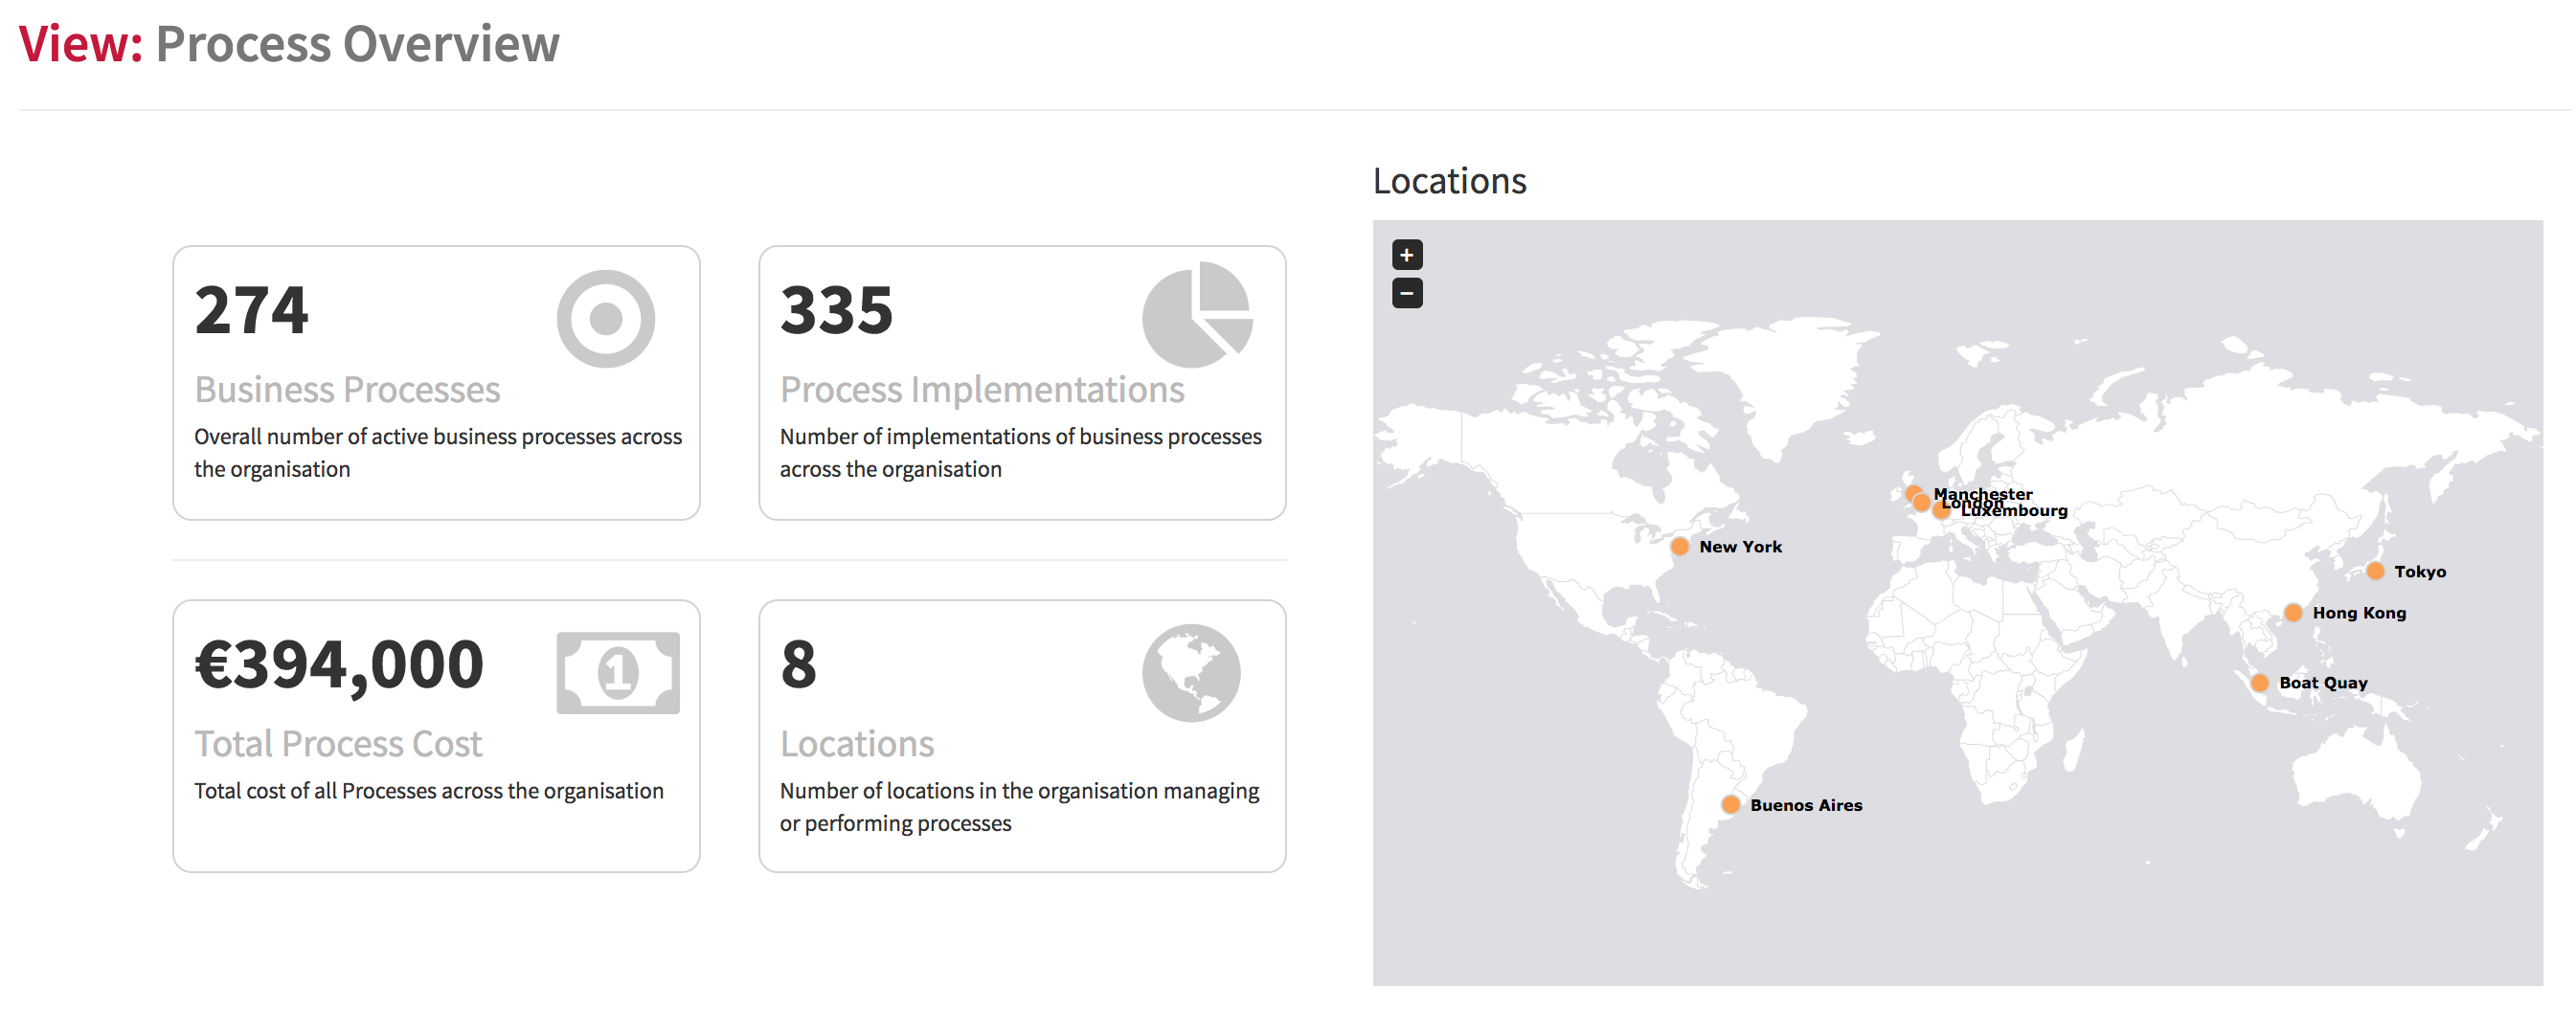 View: Process Overview
274
Business Processes
Overall number of active business processes across
the organisation
335
Process Implementations
Number of implementations of business processes
across the organisation
€394,000
Total Process Cost
Total cost of all Processes across the organisation
1
8
Locations
Number of locations in the organisation managing
or performing processes
Locations
+
−
Manchester
London
Luxembourg
New York
Tokyo
Hong Kong
Boat Quay
Buenos Aires